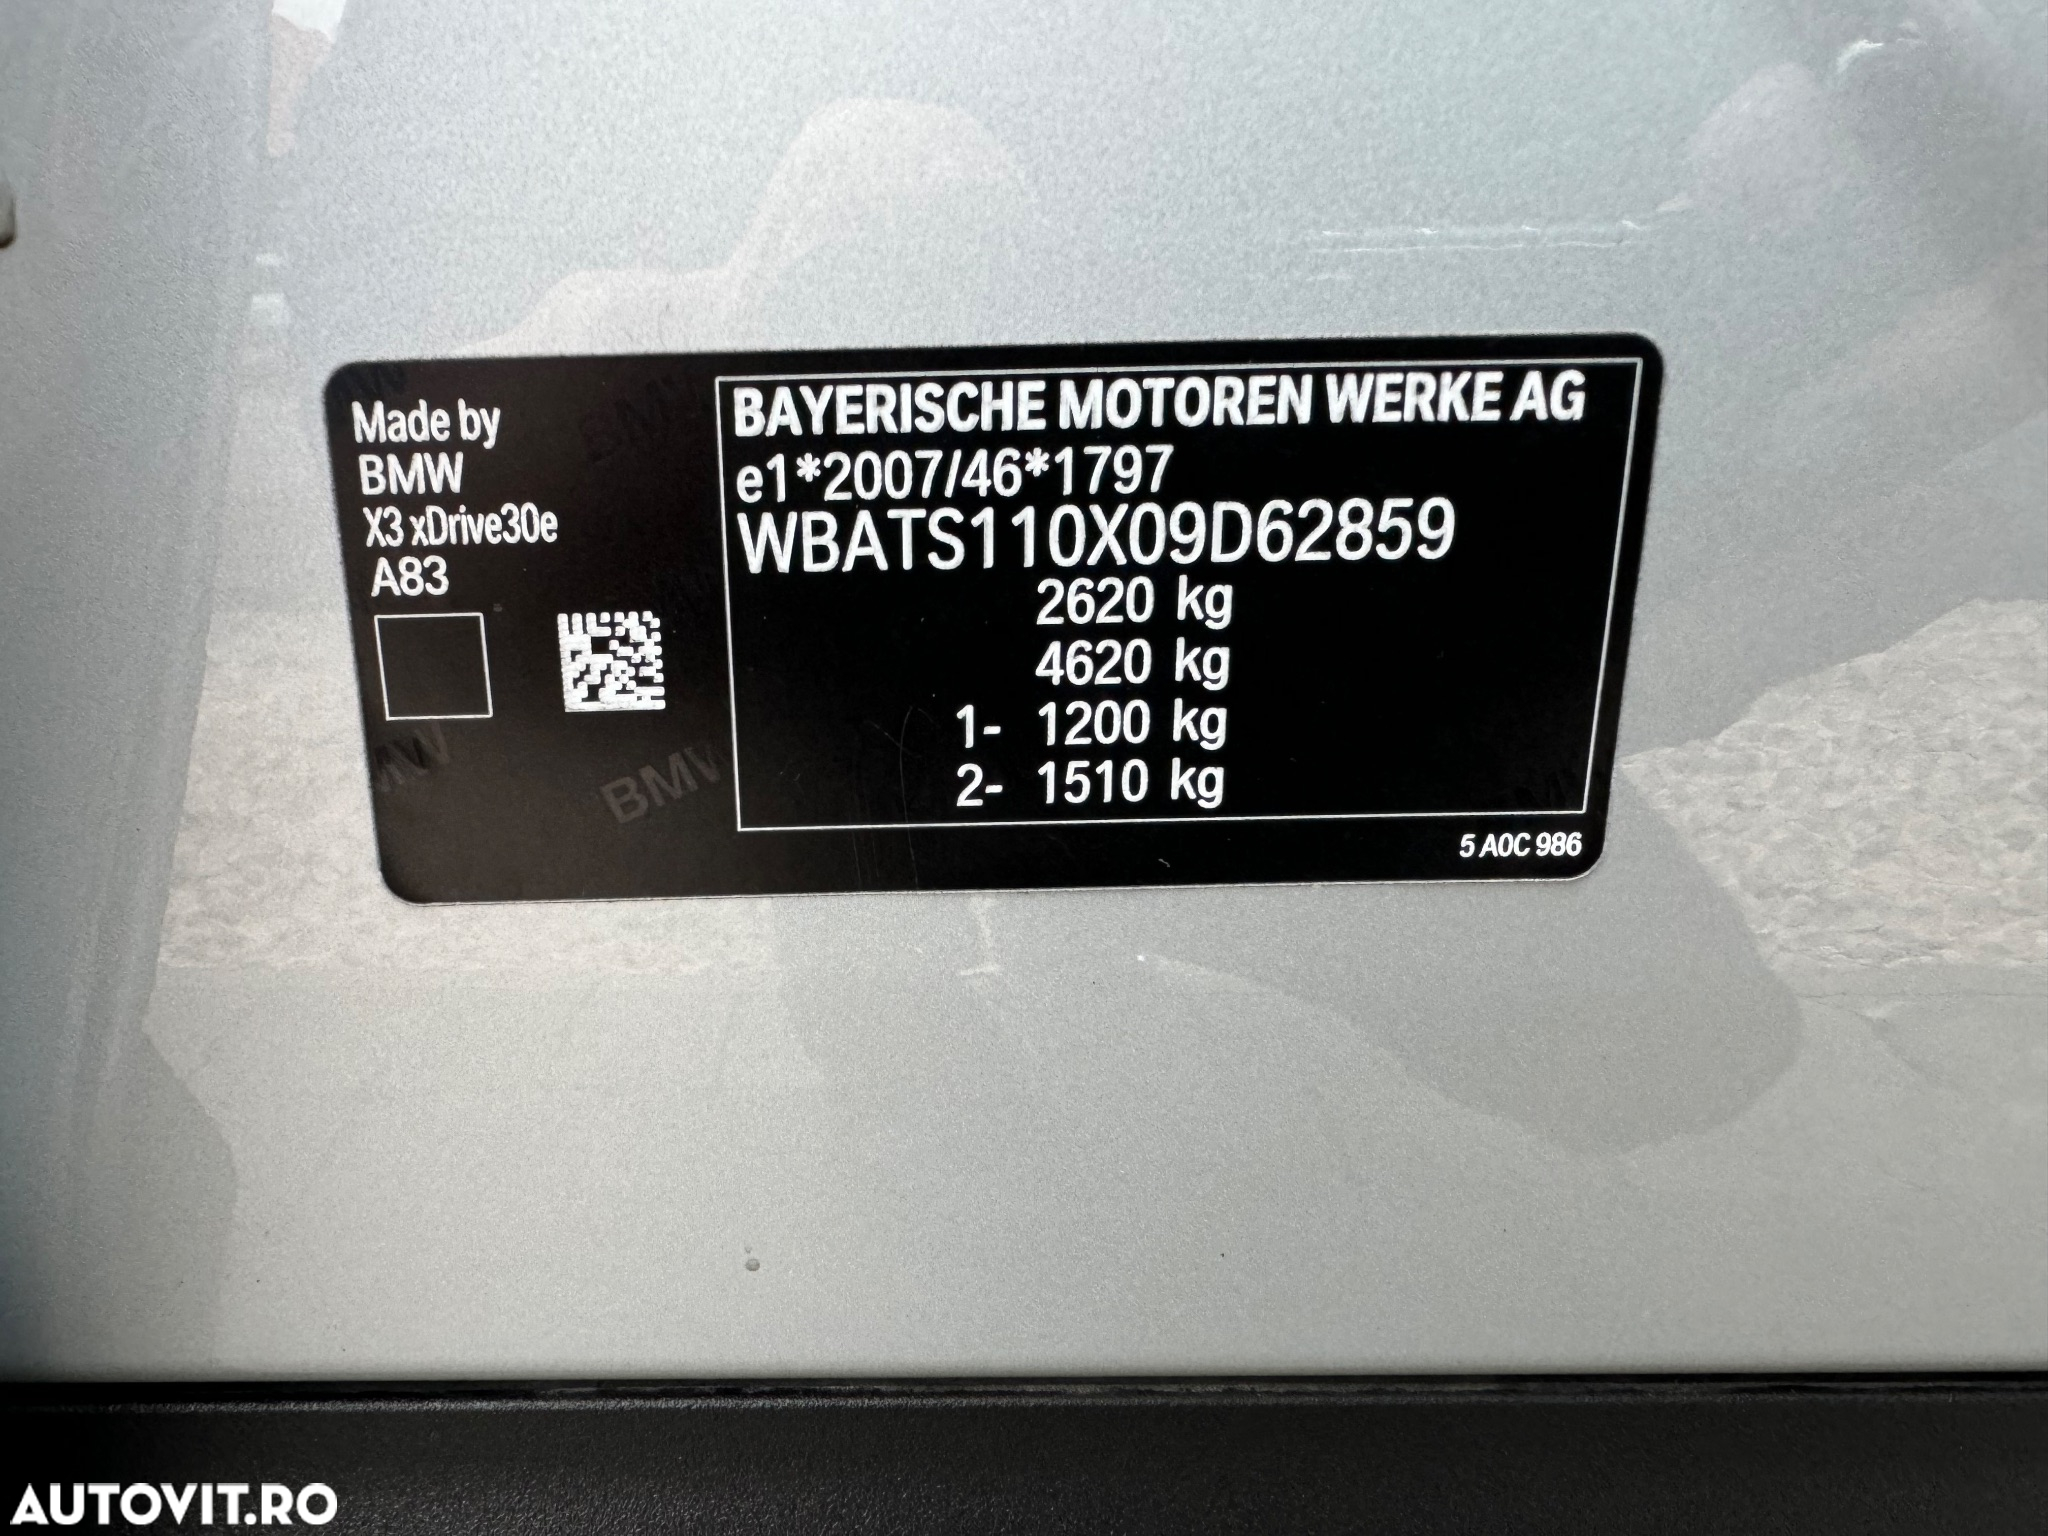 Made by
BMW
X3 xDrive30e
A83
BAYERISCHE MOTOREN WERKE AG
e1*2007/46*1797
WBATS110X09D62859
2620 kg
4620 kg
1- 1200 kg
2- 1510 kg
5 A0C 986
BMW
AUTOVIT.RO